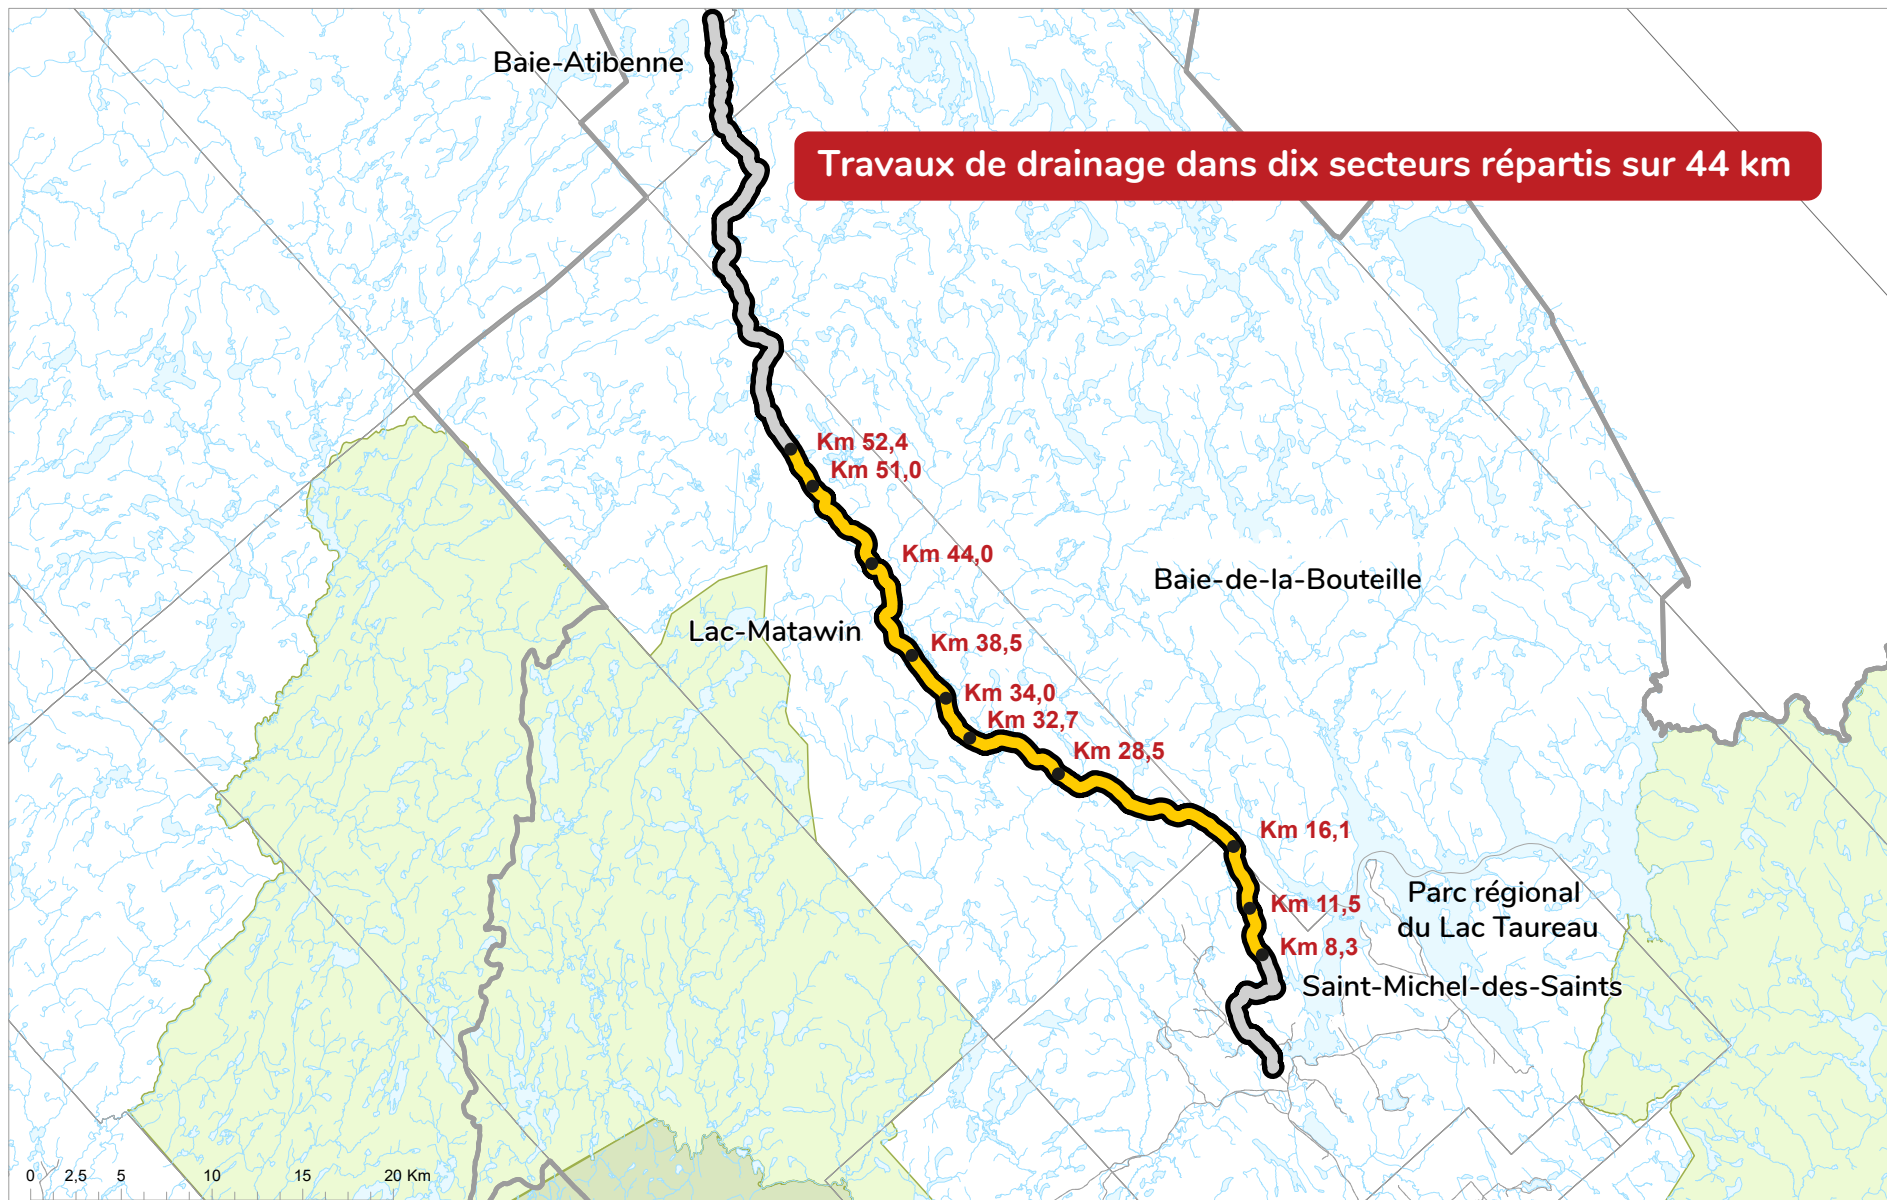 Baie-Atibenne
Travaux de drainage dans dix secteurs répartis sur 44 km
Km 52,4
Km 51,0
Km 44,0
Baie-de-la-Bouteille
Lac-Matawin
Km 38,5
Km 34,0
Km 32,7
Km 28,5
Km 16,1
Parc régional
du Lac Taureau
Km 11,5
Km 8,3
Saint-Michel-des-Saints
0 2,5 5 10 15 20 Km